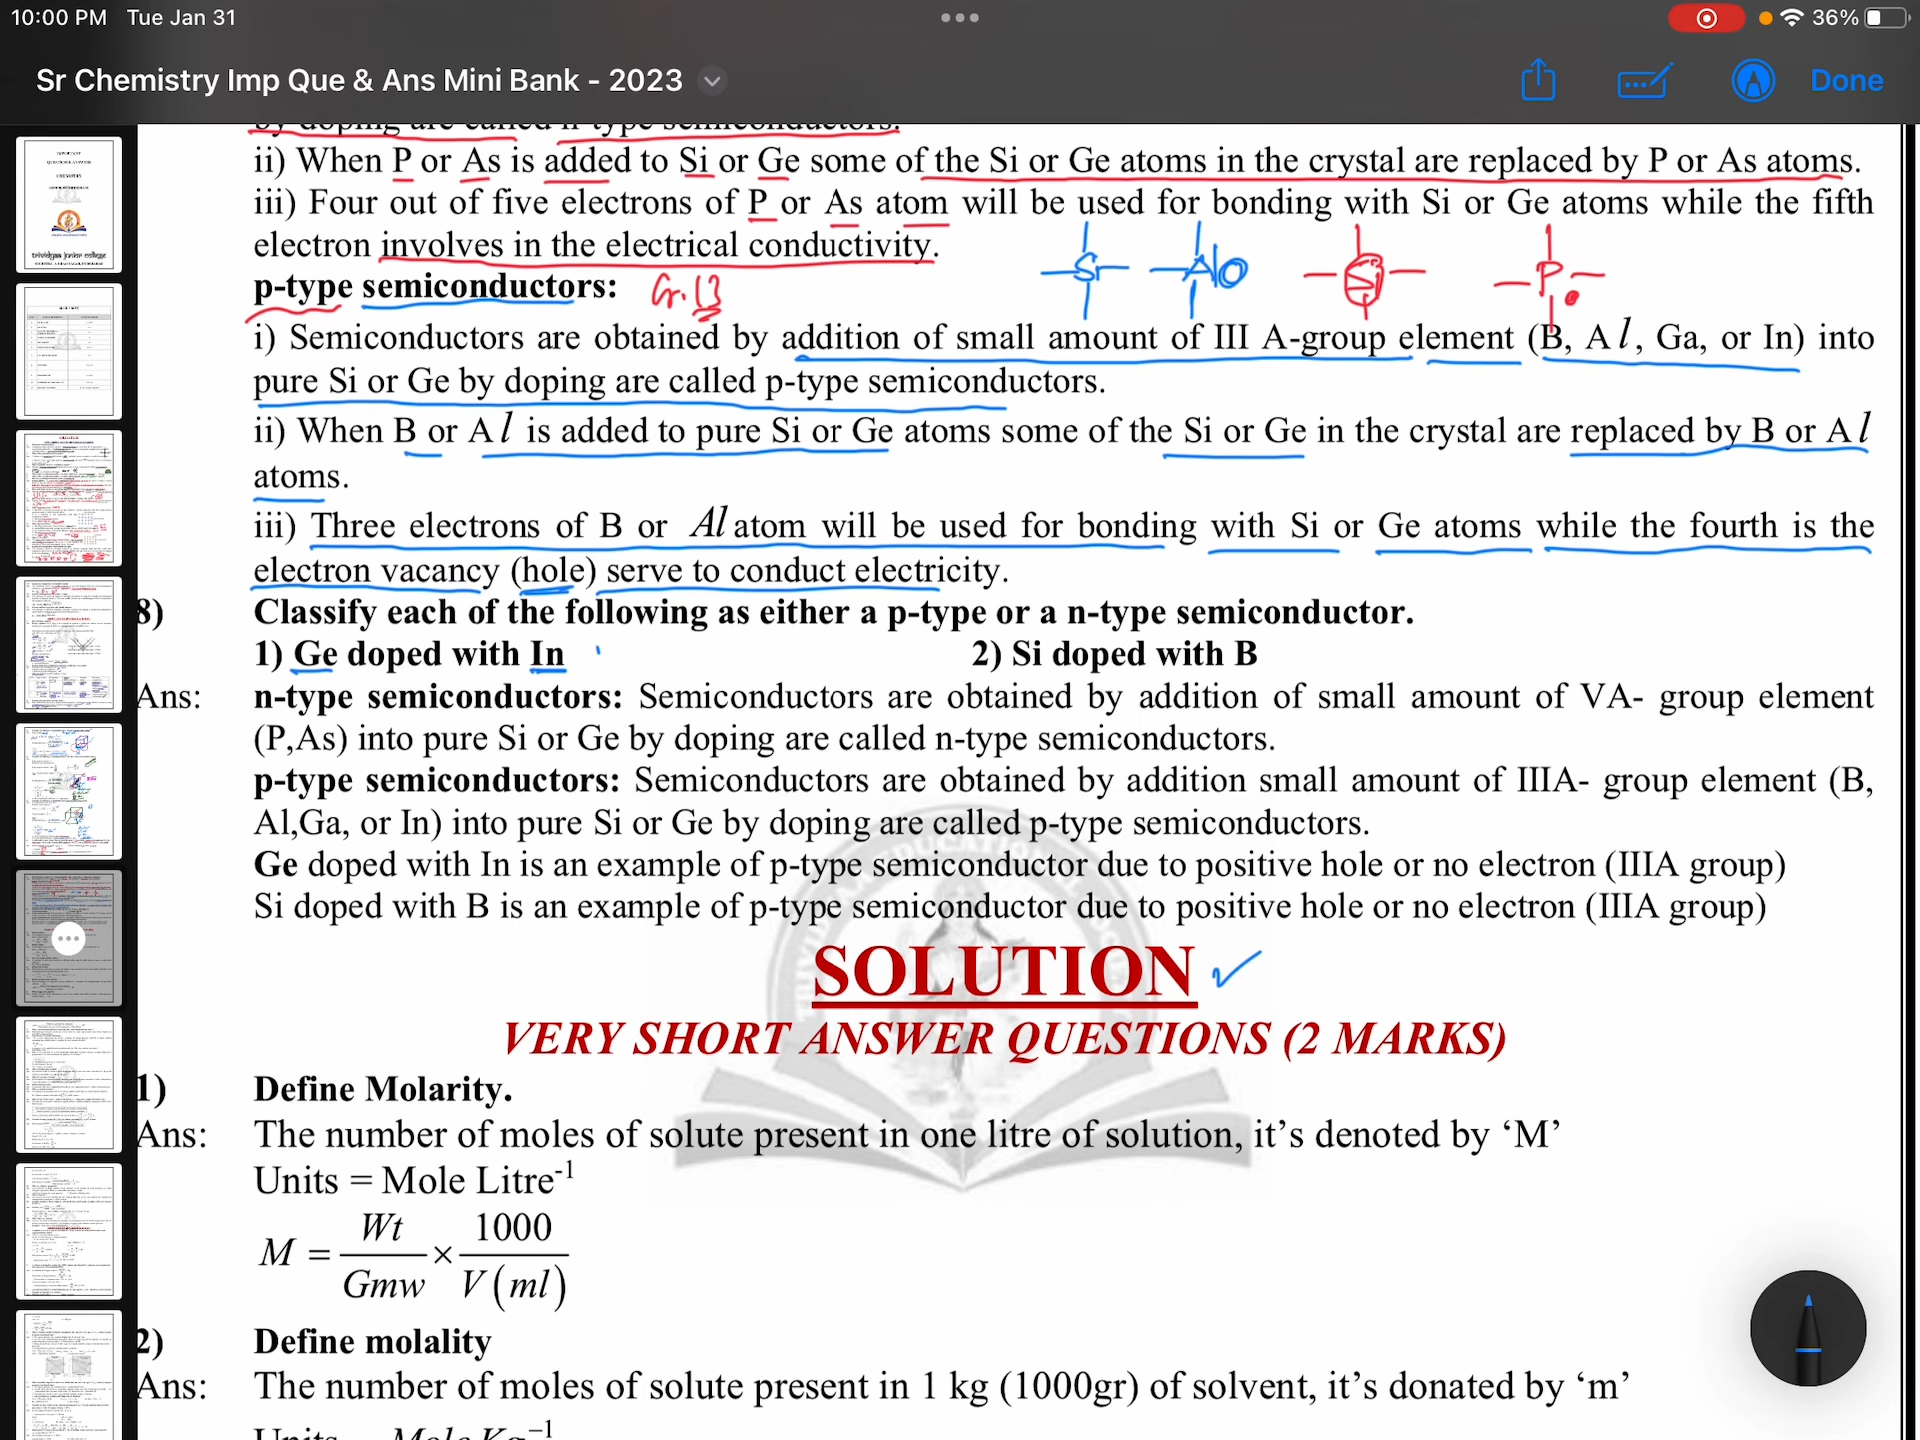 10:00 PM Tue Jan 31
36%
Sr Chemistry Imp Que & Ans Mini Bank - 2023
Done
by doping are called n-type semiconductors.
ii) When P or As is added to Si or Ge some of the Si or Ge atoms in the crystal are replaced by P or As atoms.
iii) Four out of five electrons of P or As atom will be used for bonding with Si or Ge atoms while the fifth
electron involves in the electrical conductivity.
Si Al Si P
p-type semiconductors: Gr.13
i) Semiconductors are obtained by addition of small amount of III A-group element (B, Al, Ga, or In) into
pure Si or Ge by doping are called p-type semiconductors.
ii) When B or Al is added to pure Si or Ge atoms some of the Si or Ge in the crystal are replaced by B or Al
atoms.
iii) Three electrons of B or Al atom will be used for bonding with Si or Ge atoms while the fourth is the
electron vacancy (hole) serve to conduct electricity.
8) Classify each of the following as either a p-type or a n-type semiconductor.
1) Ge doped with In 2) Si doped with B
Ans: n-type semiconductors: Semiconductors are obtained by addition of small amount of VA- group element
(P,As) into pure Si or Ge by doping are called n-type semiconductors.
p-type semiconductors: Semiconductors are obtained by addition small amount of IIIA- group element (B,
Al,Ga, or In) into pure Si or Ge by doping are called p-type semiconductors.
Ge doped with In is an example of p-type semiconductor due to positive hole or no electron (IIIA group)
Si doped with B is an example of p-type semiconductor due to positive hole or no electron (IIIA group)
SOLUTION
VERY SHORT ANSWER QUESTIONS (2 MARKS)
1) Define Molarity.
Ans: The number of moles of solute present in one litre of solution, it's denoted by ‘M’
Units = Mole Litre⁻¹
M = Wt/Gmw × 1000/V(ml)
2) Define molality
Ans: The number of moles of solute present in 1 kg (1000gr) of solvent, it's donated by ‘m’
Units = Mole Kg⁻¹
trividyaa junior college